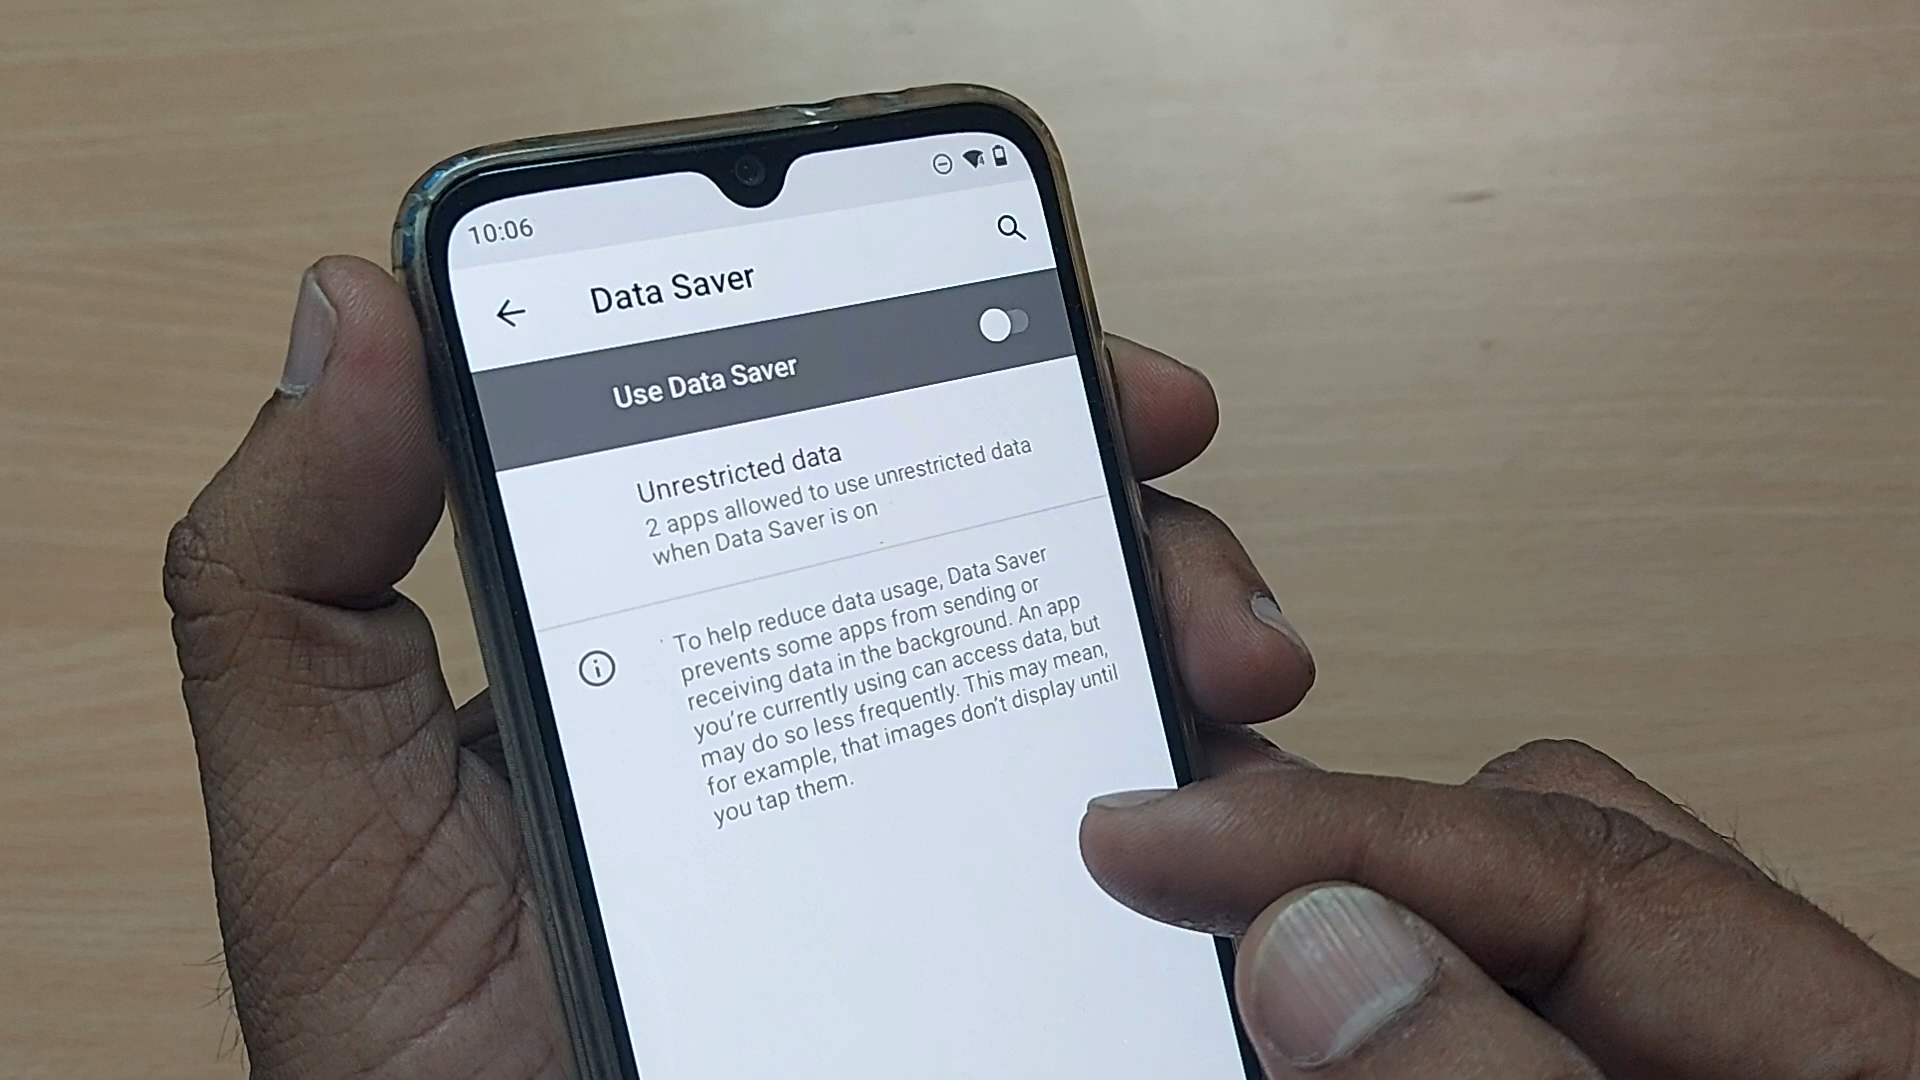 10:06
Data Saver
Use Data Saver
Unrestricted data
2 apps allowed to use unrestricted data
when Data Saver is on
To help reduce data usage, Data Saver
prevents some apps from sending or
receiving data in the background. An app
you're currently using can access data, but
may do so less frequently. This may mean,
for example, that images don't display until
you tap them.